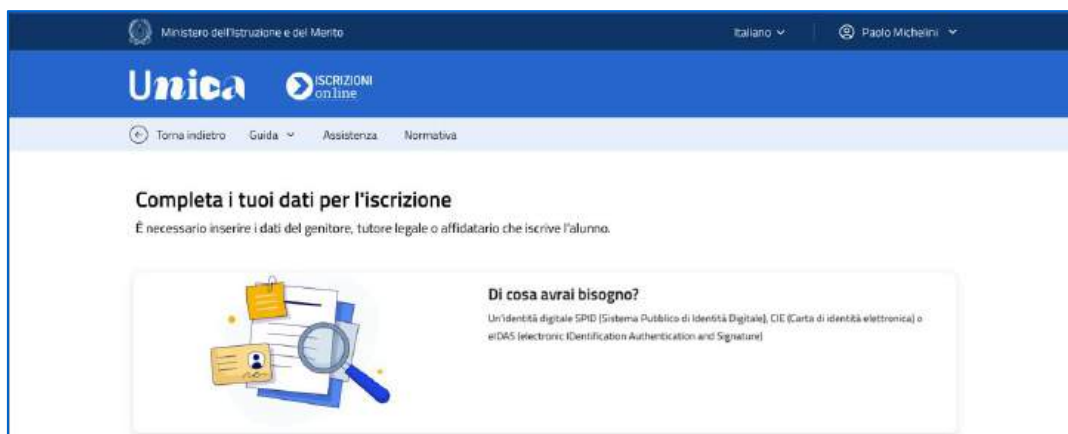 Ministero dell'Istruzione e del Merito Italiano Paolo Michelini
Unica ISCRIZIONI
online
Torna indietro Guida Assistenza Normativa
Completa i tuoi dati per l'iscrizione
È necessario inserire i dati del genitore, tutore legale o affidatario che iscrive l'alunno.
Di cosa avrai bisogno?
Un'identità digitale SPID (Sistema Pubblico di Identità Digitale), CIE (Carta di identità elettronica) o
eIDAS (electronic IDentification Authentication and Signature)